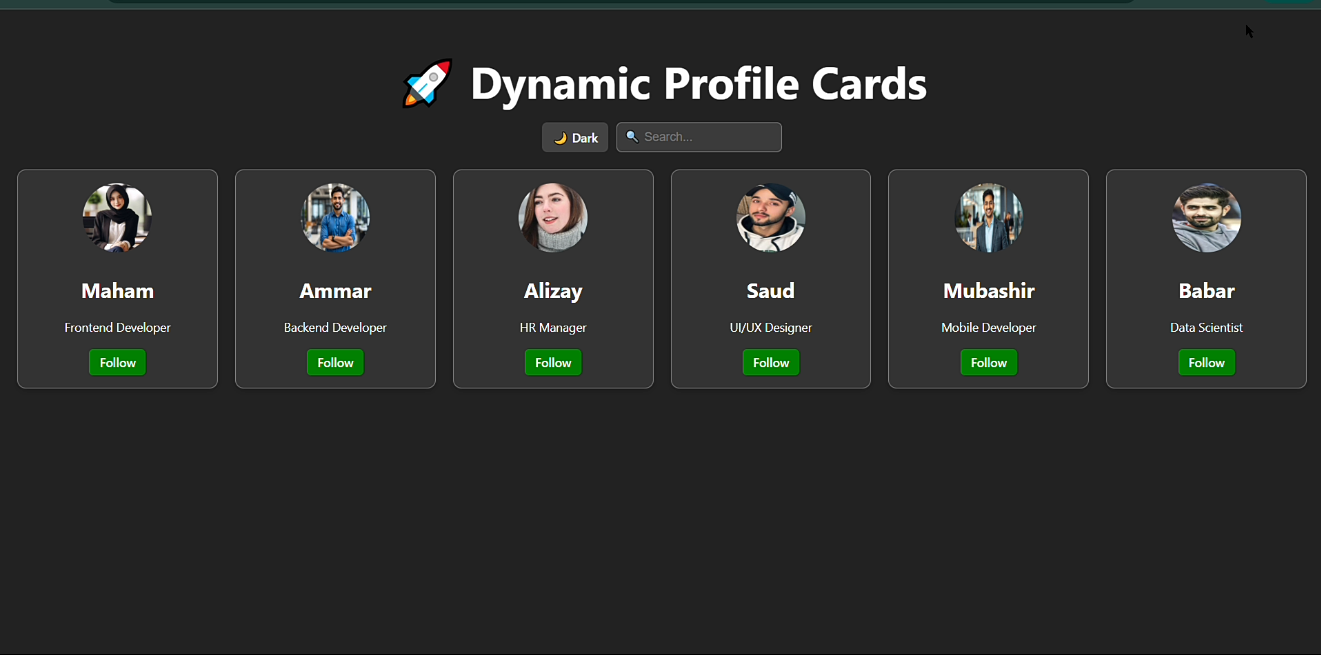 🚀 Dynamic Profile Cards
🌙 Dark 🔍 Search...
Maham
Frontend Developer
Follow
Ammar
Backend Developer
Follow
Alizay
HR Manager
Follow
Saud
UI/UX Designer
Follow
Mubashir
Mobile Developer
Follow
Babar
Data Scientist
Follow